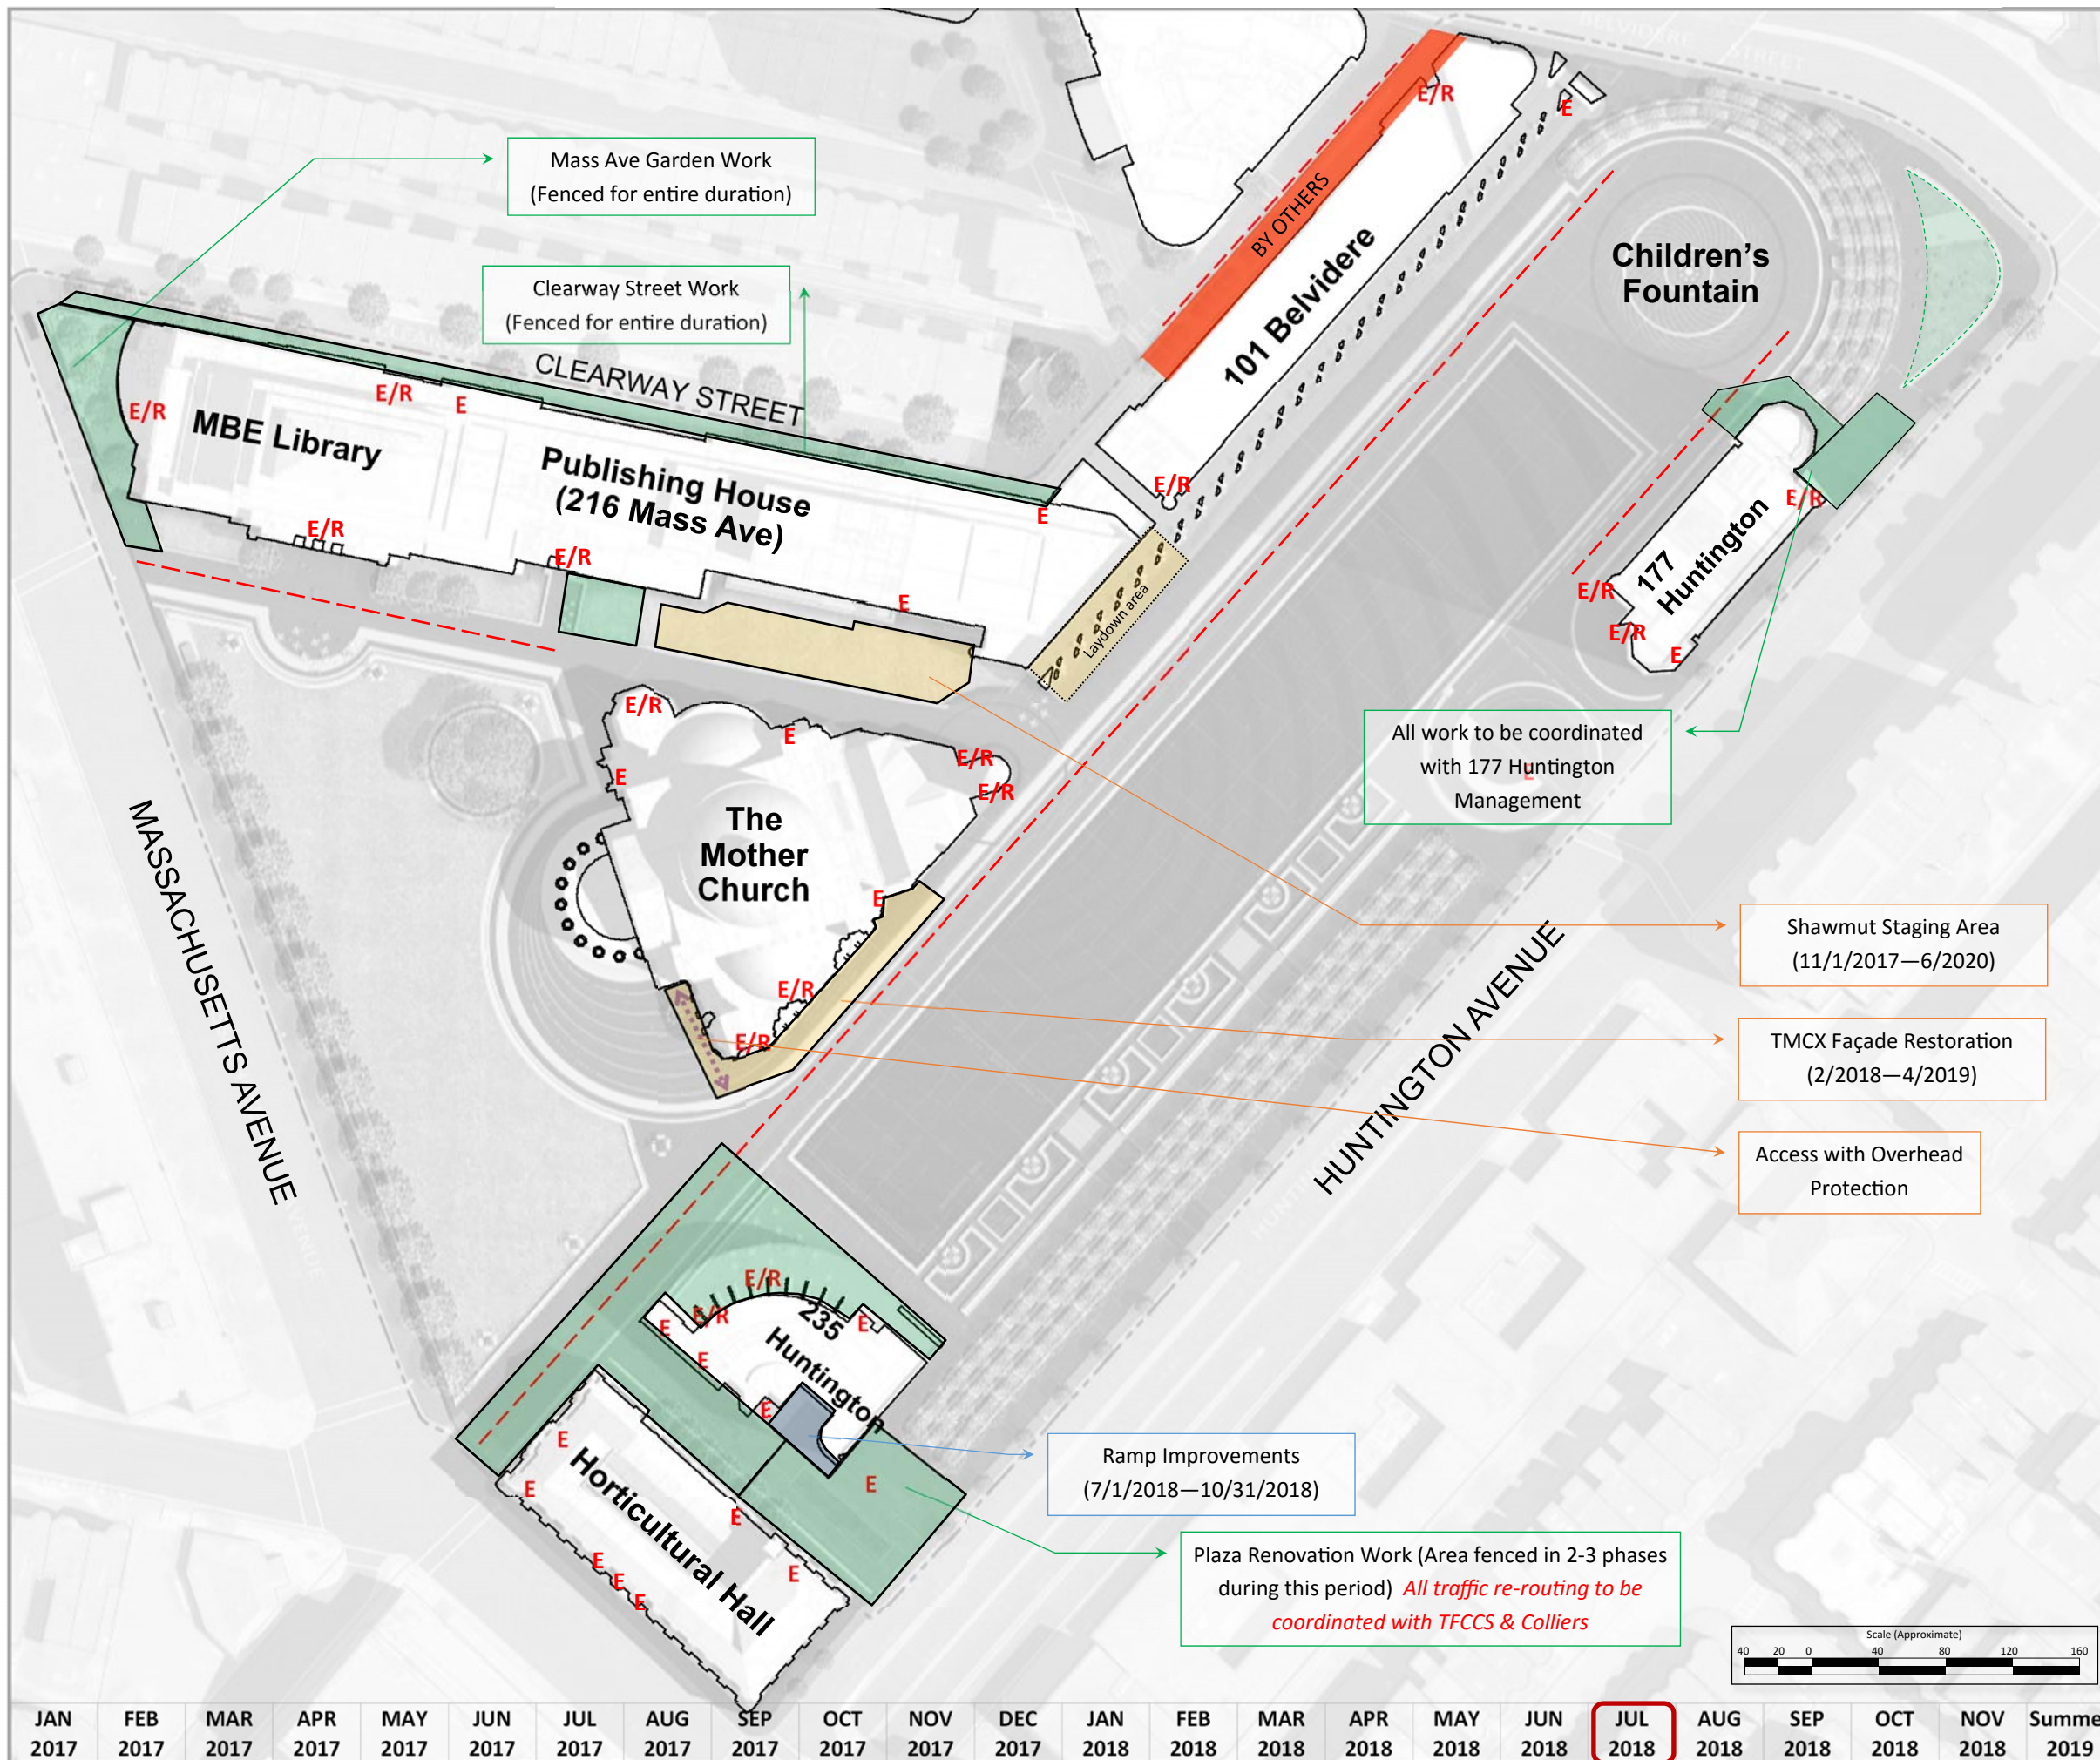 BELVIDERE STREET
E/R
E
Mass Ave Garden Work
(Fenced for entire duration)
BY OTHERS
Children's
Fountain
101 Belvidere
Clearway Street Work
(Fenced for entire duration)
CLEARWAY STREET
E/R
E/R
E
MBE Library
Publishing House
(216 Mass Ave)
E/R
E/R
E
E/R
E/R
E
E/R
177
Huntington
E/R
E/R
E
Laydown area
E/R
E
E
E/R
E/R
All work to be coordinated
with 177 Huntington
Management
E
The
Mother
Church
E
E/R
E/R
MASSACHUSETTS AVENUE
HUNTINGTON AVENUE
Shawmut Staging Area
(11/1/2017—6/2020)
TMCX Façade Restoration
(2/2018—4/2019)
Access with Overhead
Protection
E/R
E/R
E
E
E
E
235
Huntington
E
E
E
E
E
E
E
E
Horticultural Hall
Ramp Improvements
(7/1/2018—10/31/2018)
Plaza Renovation Work (Area fenced in 2-3 phases
during this period) All traffic re-routing to be
coordinated with TFCCS & Colliers
Scale (Approximate)
40 20 0 40 80 120 160
JAN FEB MAR APR MAY JUN JUL AUG SEP OCT NOV DEC JAN FEB MAR APR MAY JUN JUL AUG SEP OCT NOV Summe
2017 2017 2017 2017 2017 2017 2017 2017 2017 2017 2017 2017 2018 2018 2018 2018 2018 2018 2018 2018 2018 2018 2018 2019